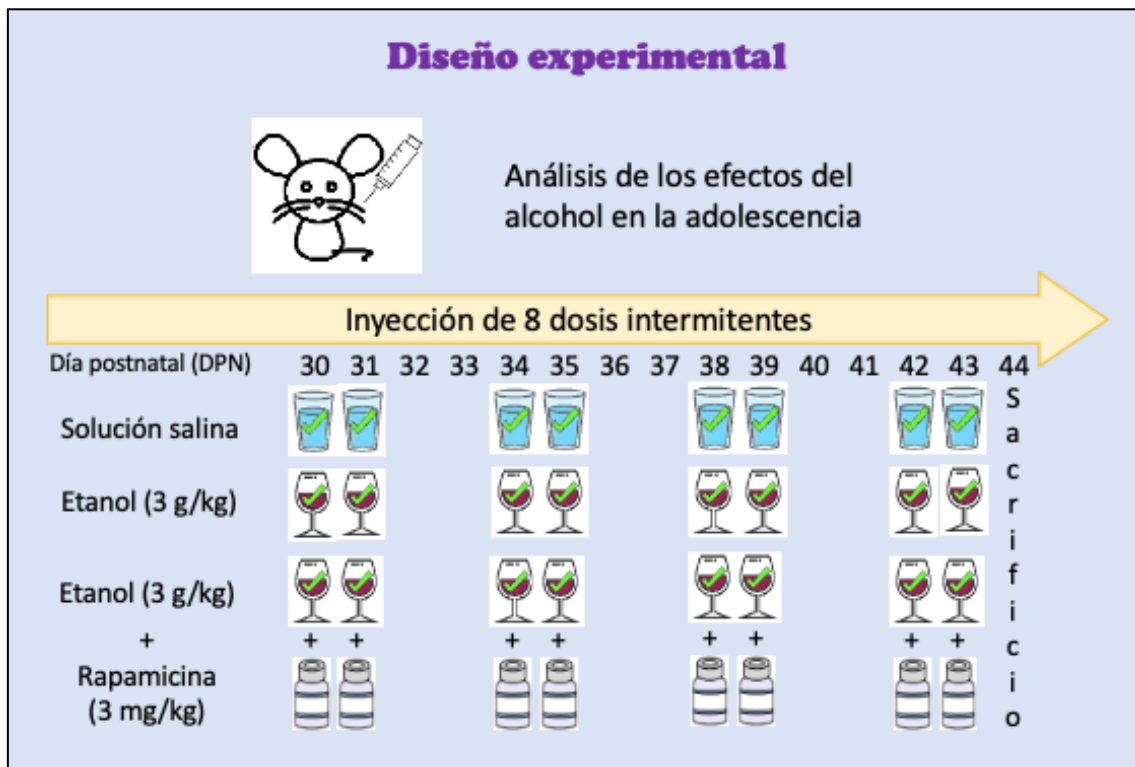 Diseño experimental
Análisis de los efectos del
alcohol en la adolescencia
Inyección de 8 dosis intermitentes
Día postnatal (DPN) 30 31 32 33 34 35 36 37 38 39 40 41 42 43 44
Solución salina
Etanol (3 g/kg)
Etanol (3 g/kg)
+ + + + + + + + +
Rapamicina
(3 mg/kg)
Sacrificio